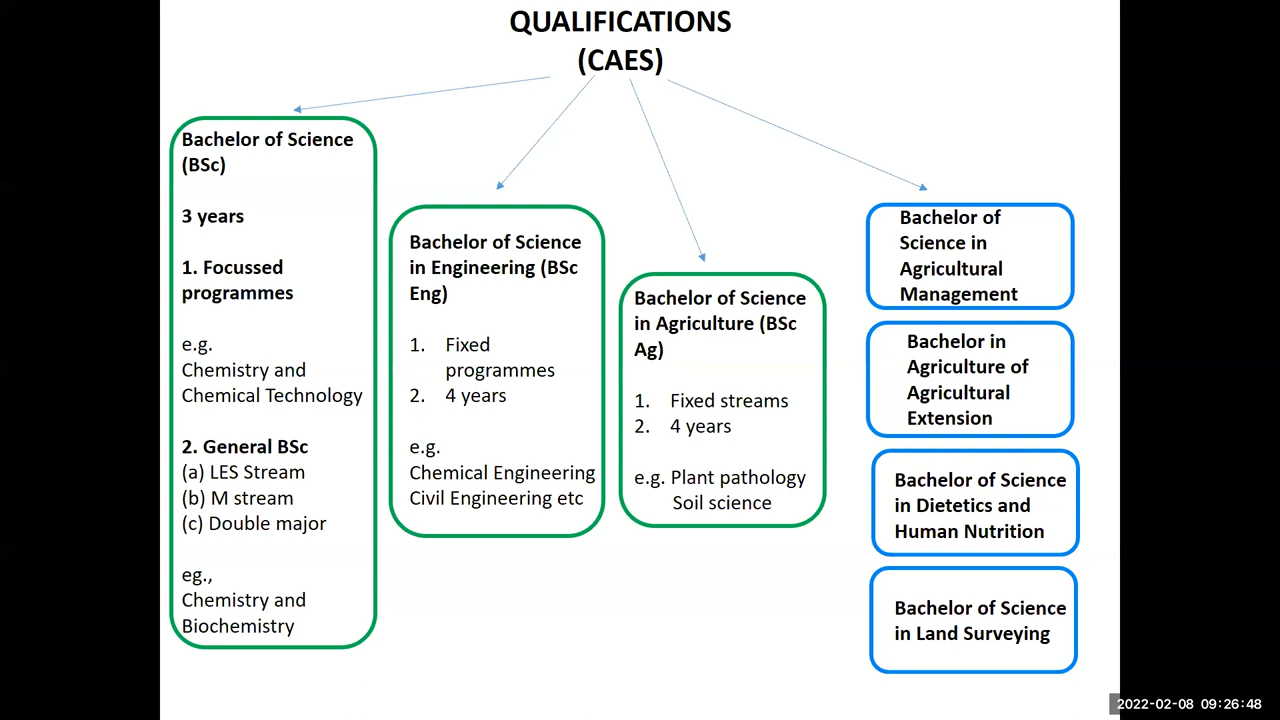 QUALIFICATIONS
(CAES)
Bachelor of Science
(BSc)
3 years
1. Focussed
programmes
e.g.
Chemistry and
Chemical Technology
2. General BSc
(a) LES Stream
(b) M stream
(c) Double major
eg.,
Chemistry and
Biochemistry
Bachelor of Science
in Engineering (BSc
Eng)
1. Fixed
programmes
2. 4 years
e.g.
Chemical Engineering
Civil Engineering etc
Bachelor of Science
in Agriculture (BSc
Ag)
1. Fixed streams
2. 4 years
e.g. Plant pathology
Soil science
Bachelor of
Science in
Agricultural
Management
Bachelor in
Agriculture of
Agricultural
Extension
Bachelor of Science
in Dietetics and
Human Nutrition
Bachelor of Science
in Land Surveying
2022-02-08 09:26:48